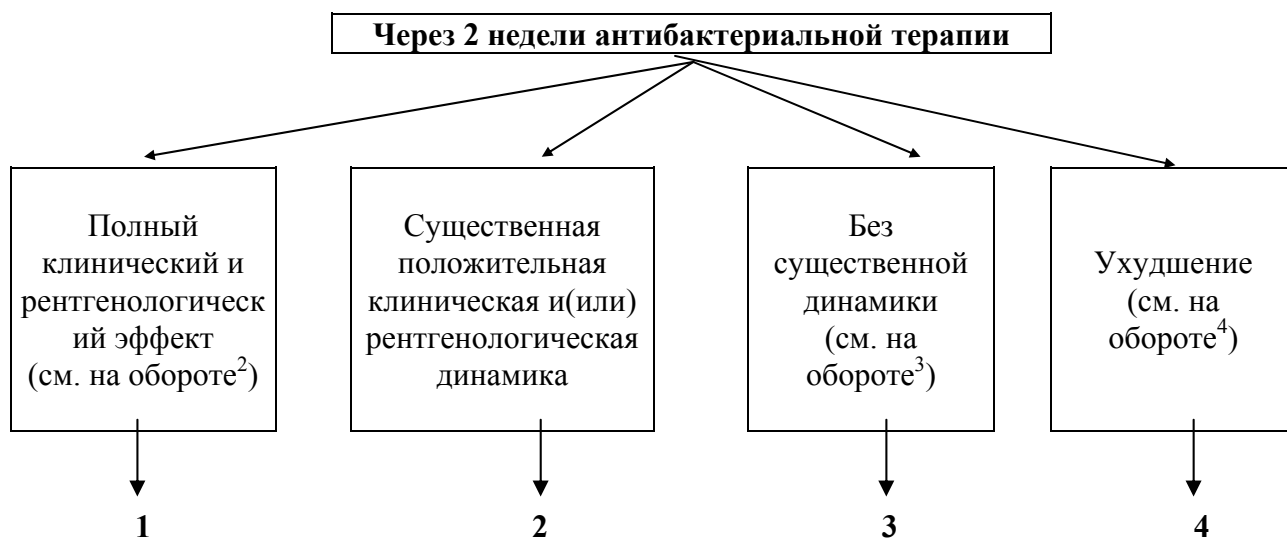 Через 2 недели антибактериальной терапии
Полный
клинический и
рентгенологическ
ий эффект
(см. на обороте²)
Существенная
положительная
клиническая и(или)
рентгенологическая
динамика
Без
существенной
динамики
(см. на
обороте³)
Ухудшение
(см. на
обороте⁴)
1
2
3
4